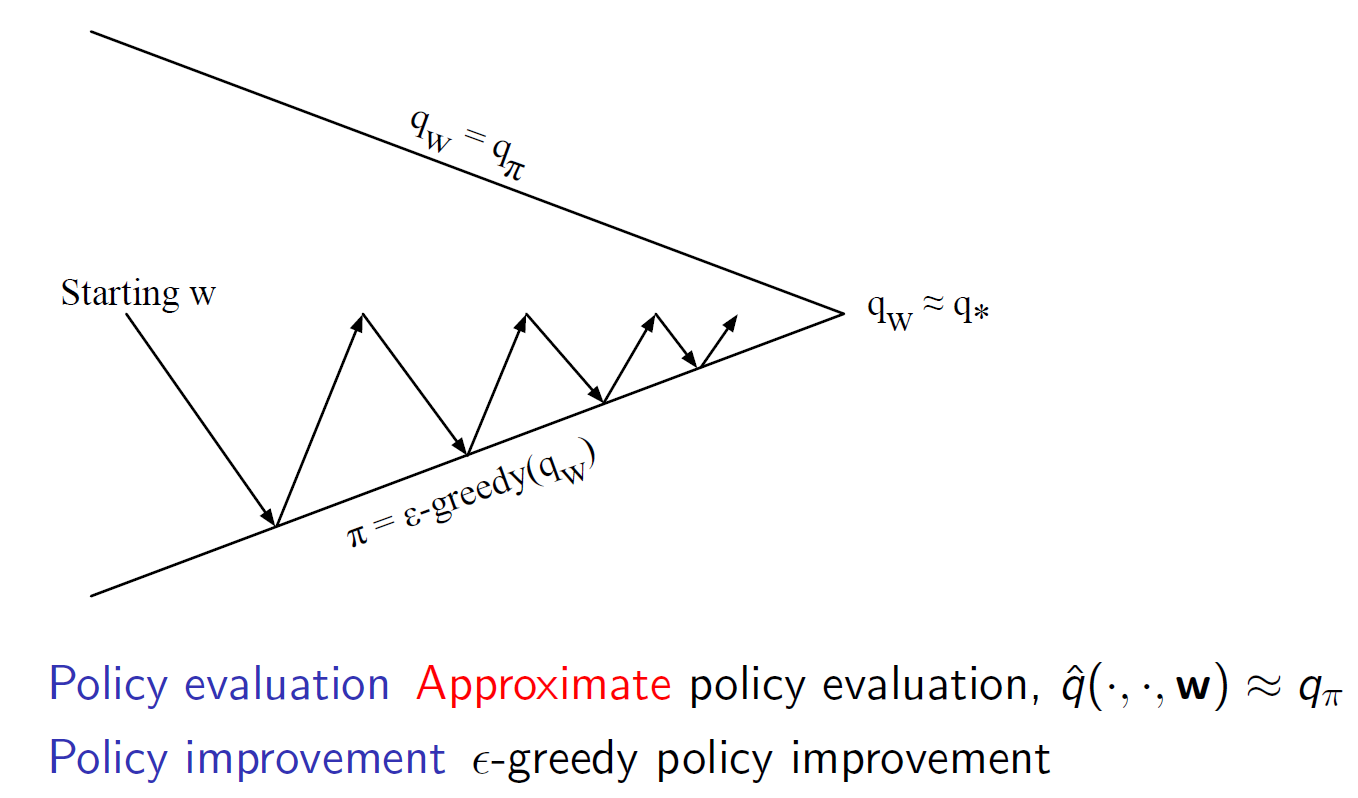 q_w = q_π
Starting w
q_w ≈ q_*
π = ε-greedy(q_w)
Policy evaluation Approximate policy evaluation, q̂(·, ·, w) ≈ q_π
Policy improvement ϵ-greedy policy improvement